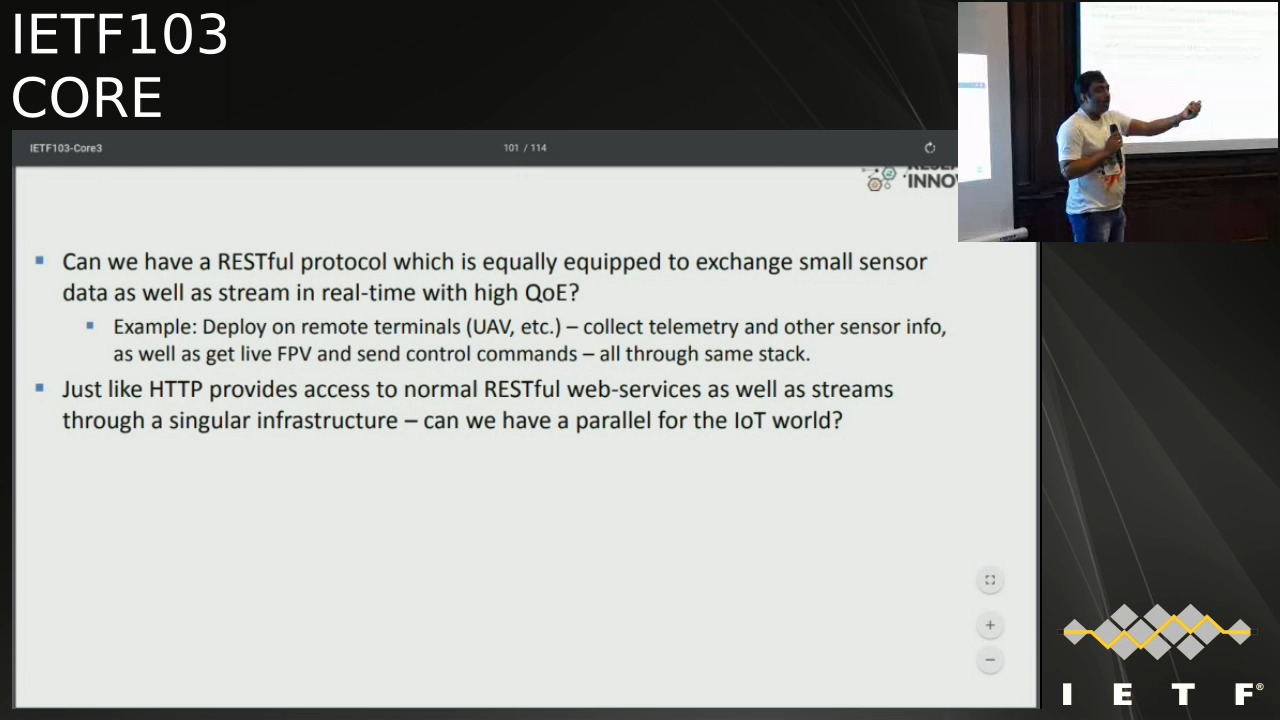 IETF103
CORE
IETF103-Core3
101 / 114
Can we have a RESTful protocol which is equally equipped to exchange small sensor
data as well as stream in real-time with high QoE?
Example: Deploy on remote terminals (UAV, etc.) – collect telemetry and other sensor info,
as well as get live FPV and send control commands – all through same stack.
Just like HTTP provides access to normal RESTful web-services as well as streams
through a singular infrastructure – can we have a parallel for the IoT world?
I E T F®